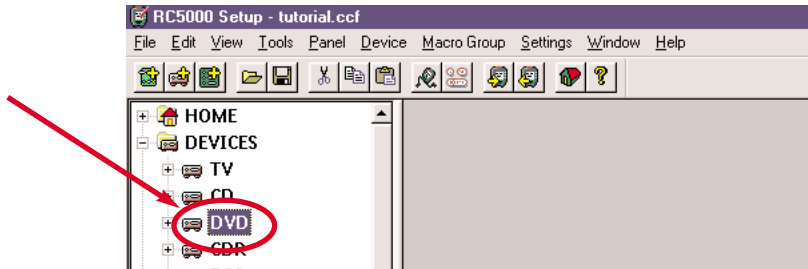 RC5000 Setup - tutorial.ccf
File Edit View Tools Panel Device Macro Group Settings Window Help
HOME
DEVICES
TV
CD
DVD
CDR